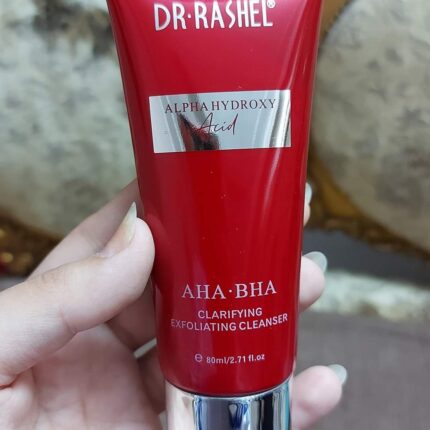 DR·RASHEL®
ALPHA HYDROXY
Acid
AHA·BHA
CLARIFYING
EXFOLIATING CLEANSER
℮ 80ml/2.71 fl.oz